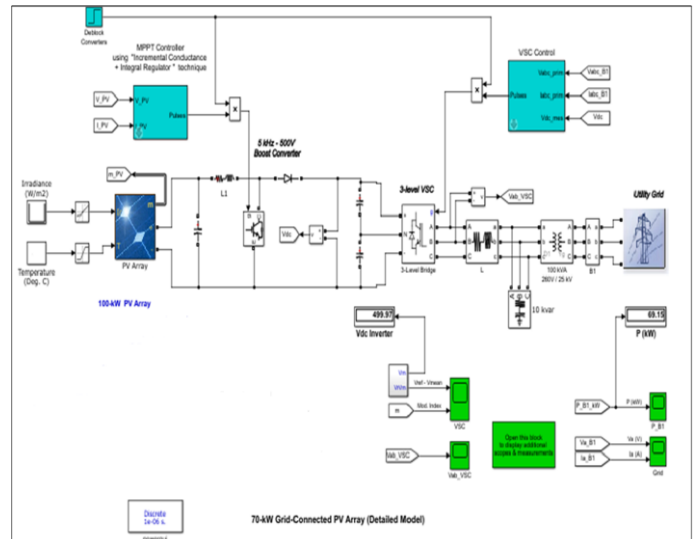 Deblock
Converters
MPPT Controller
using "Incremental Conductance
+ Integral Regulator" technique
V_PV
I_PV
V_PV
I_PV
Pulses
x
VSC Control
Vabc_prim
Iabc_prim
Vdc_mes
Pulses
Vabc_B1
Iabc_B1
Vdc
x
5 kHz - 500V
Boost Converter
m_PV
L1
Irradiance
(W/m2)
Temperature
(Deg. C)
PV Array
100-kW PV Array
Vdc
3-level VSC
3-Level Bridge
Vab_VSC
L
10 kvar
100 kVA
260V / 25 kV
B1
Utility Grid
499.97
Vdc Inverter
69.15
P (kW)
Vm
Vref - Vmean
m
Mod. Index
VSC
Vab_VSC
Vab_VSC
Open this block
to display additional
scopes & measurements
P_B1_kW
P (kW)
P_B1
Va_B1
Ia_B1
Va (V)
Ia (A)
Grid
Discrete
1e-06 s.
70-kW Grid-Connected PV Array (Detailed Model)